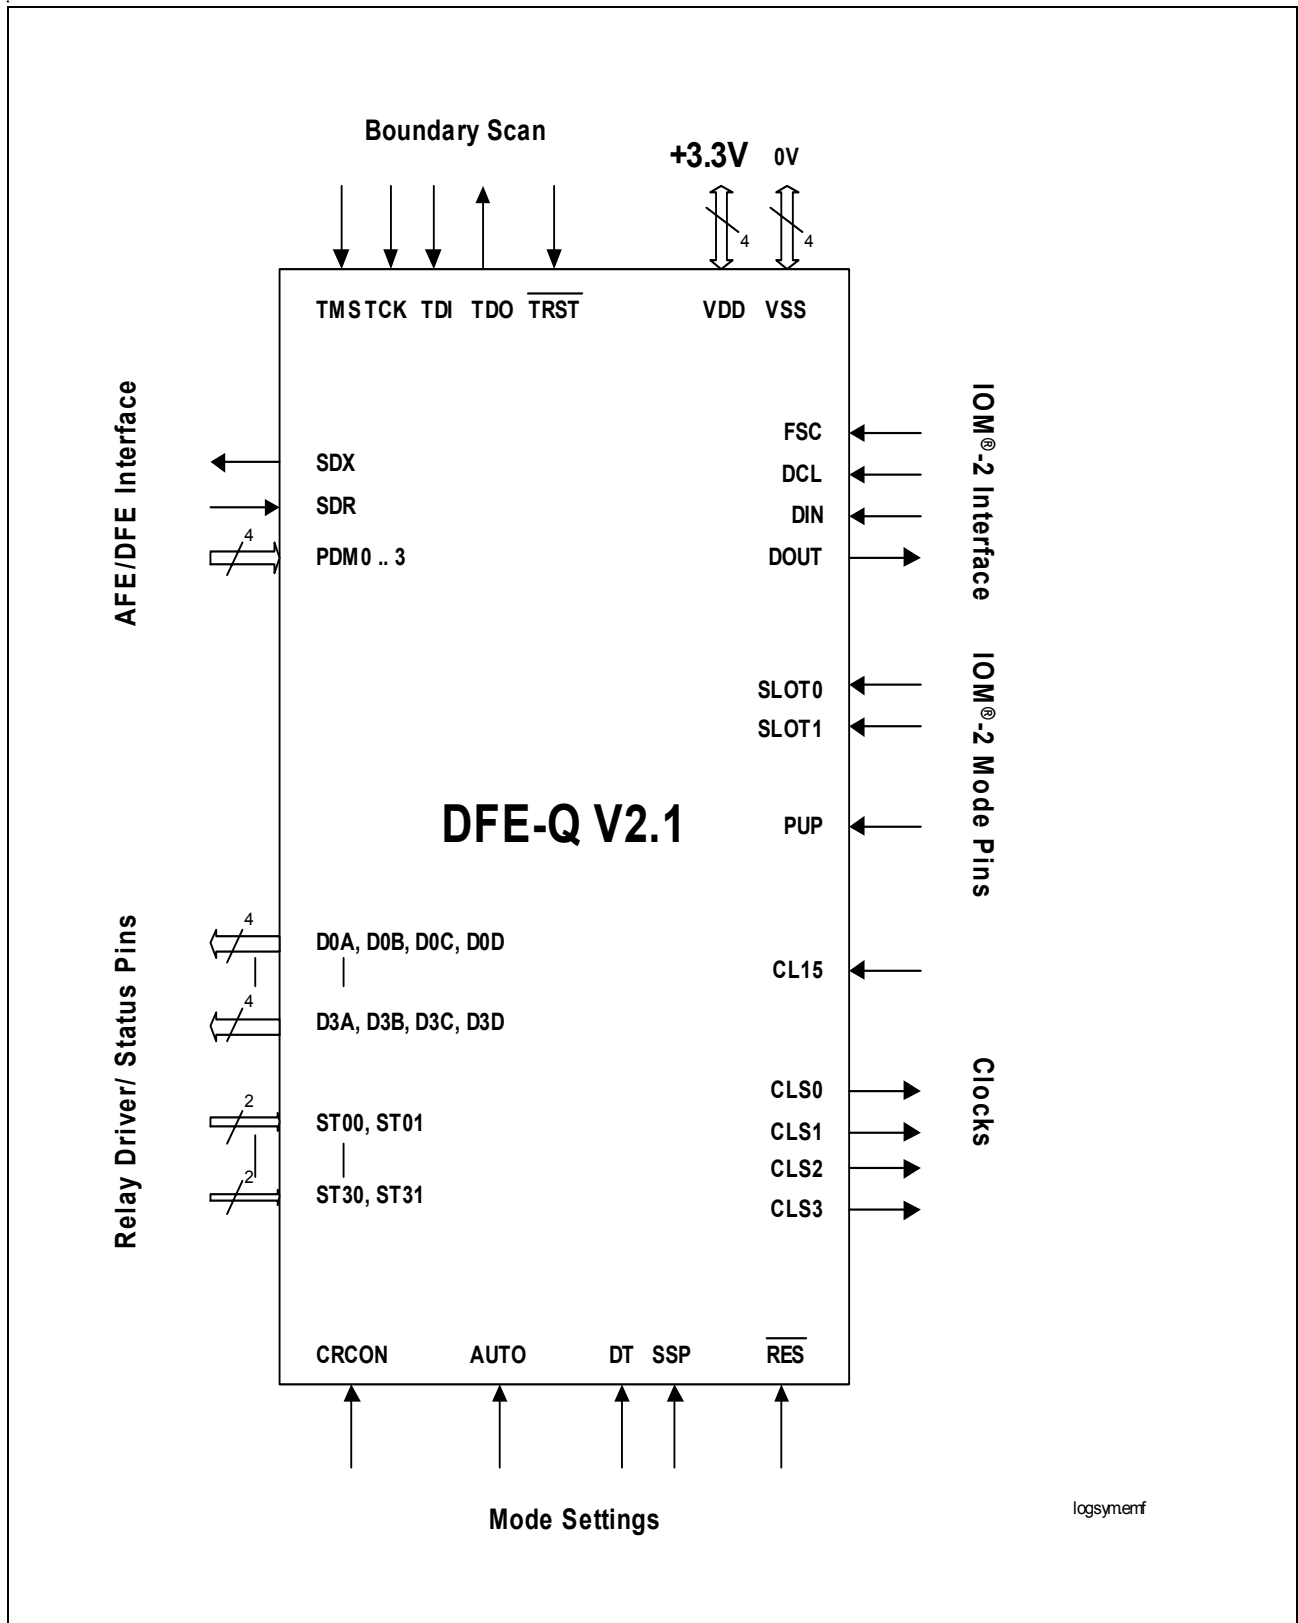 Boundary Scan
+3.3V 0V
4 4
TMS TCK TDI TDO TRST VDD VSS
AFE/DFE Interface
SDX
SDR
4
PDM0 .. 3
FSC
DCL
DIN
DOUT
IOM®-2 Interface
SLOT0
SLOT1
PUP
IOM®-2 Mode Pins
DFE-Q V2.1
Relay Driver/ Status Pins
4
D0A, D0B, D0C, D0D
4
D3A, D3B, D3C, D3D
2
ST00, ST01
2
ST30, ST31
CL15
CLS0
CLS1
CLS2
CLS3
Clocks
CRCON AUTO DT SSP RES
Mode Settings
logsym.emf